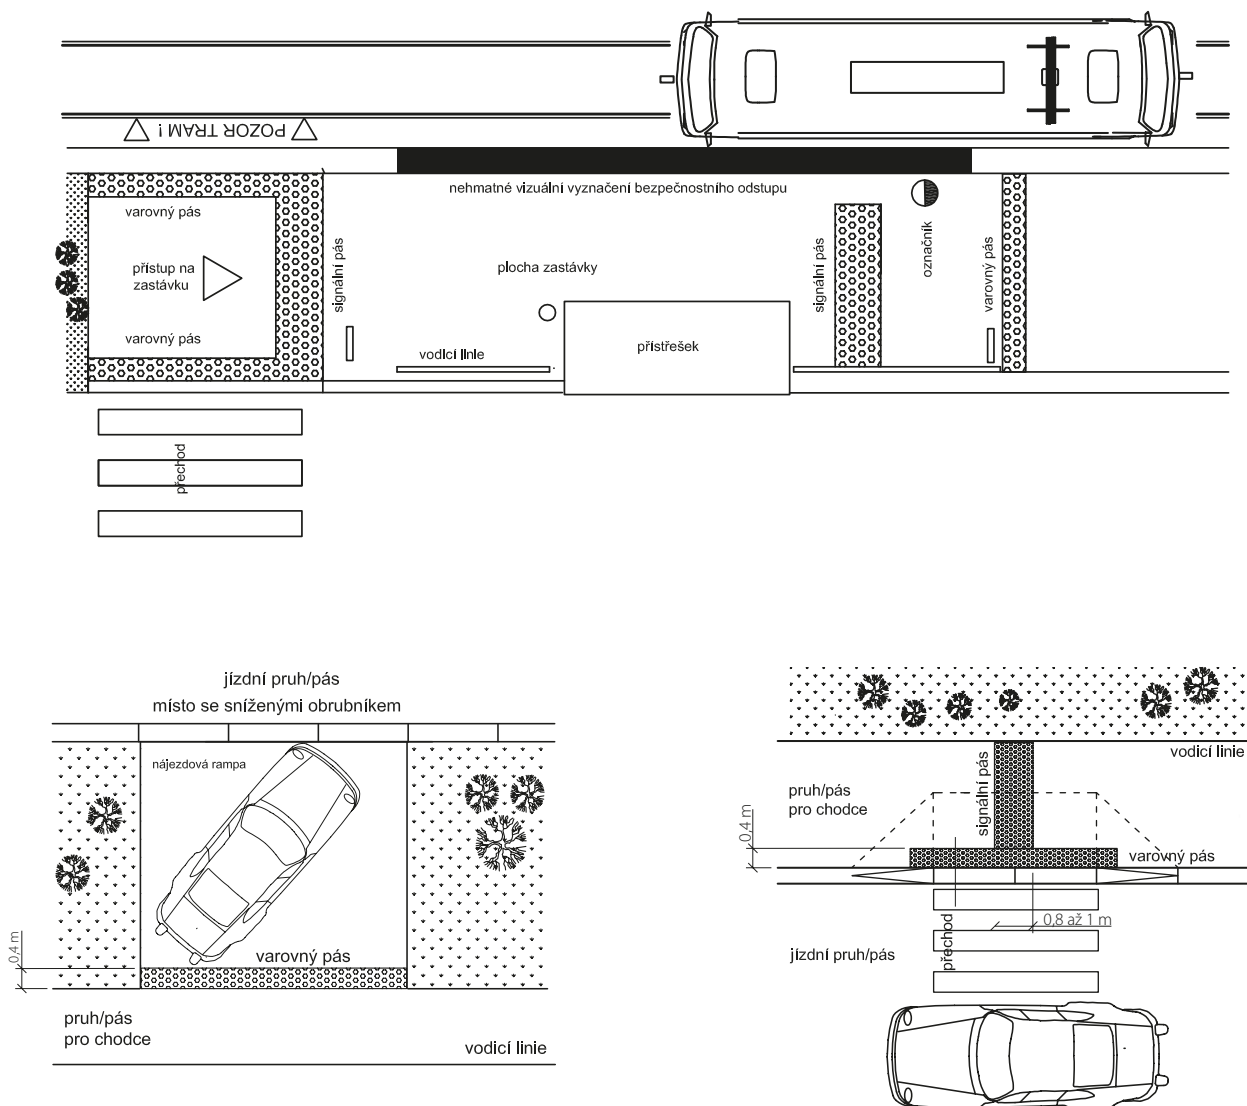 POZOR TRAM !
nehmatné vizuální vyznačení bezpečnostního odstupu
varovný pás
přístup na
zastávku
varovný pás
signální pás
plocha zastávky
vodicí linie
přístřešek
signální pás
označník
varovný pás
přechod
jízdní pruh/pás
místo se sníženými obrubníkem
nájezdová rampa
varovný pás
0,4 m
pruh/pás
pro chodce
vodicí linie
vodicí linie
signální pás
pruh/pás
pro chodce
0,4 m
varovný pás
0,8 až 1 m
přechod
jízdní pruh/pás